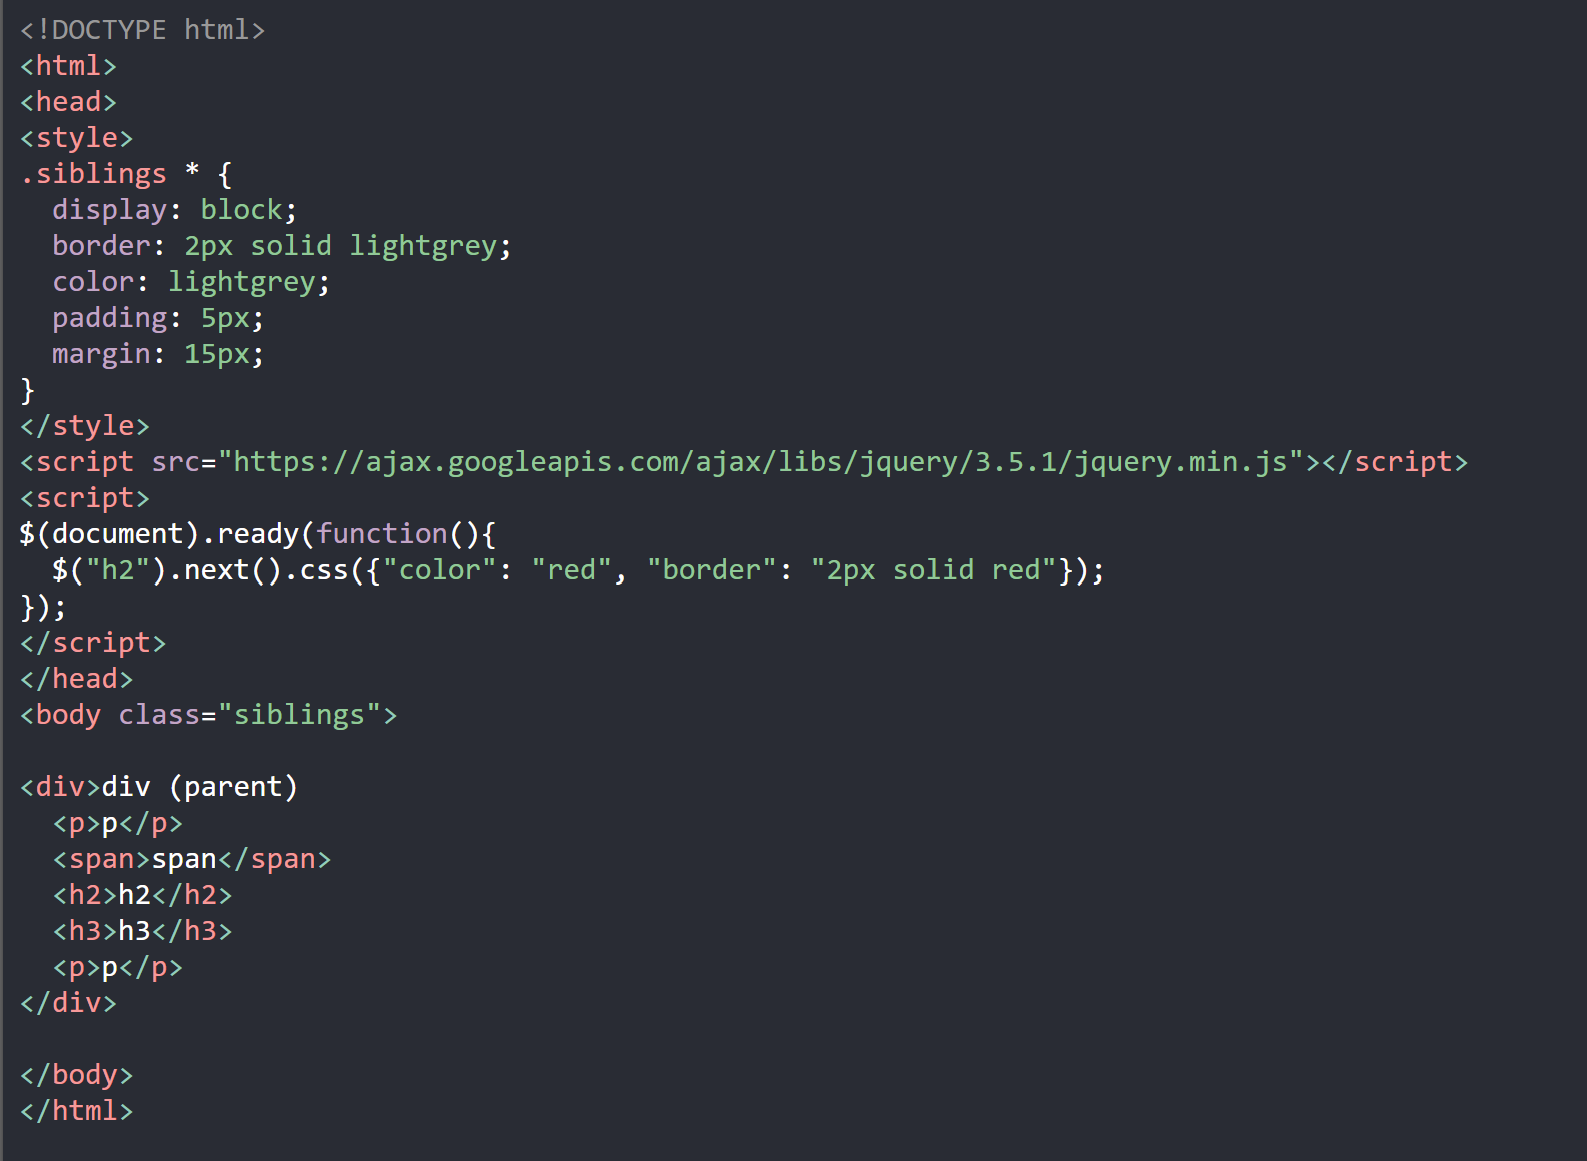 <!DOCTYPE html>
<html>
<head>
<style>
.siblings * {
  display: block;
  border: 2px solid lightgrey;
  color: lightgrey;
  padding: 5px;
  margin: 15px;
}
</style>
<script src="https://ajax.googleapis.com/ajax/libs/jquery/3.5.1/jquery.min.js"></script>
<script>
$(document).ready(function(){
  $("h2").next().css({"color": "red", "border": "2px solid red"});
});
</script>
</head>
<body class="siblings">

<div>div (parent)
  <p>p</p>
  <span>span</span>
  <h2>h2</h2>
  <h3>h3</h3>
  <p>p</p>
</div>

</body>
</html>